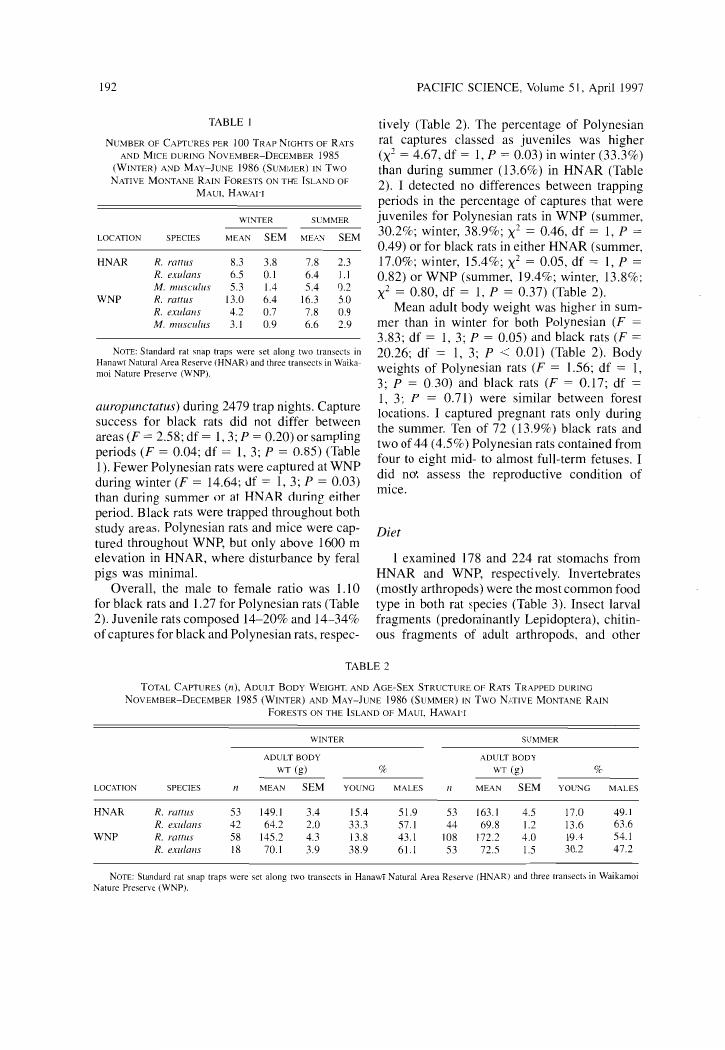 192
PACIFIC SCIENCE, Volume 51, April 1997
TABLE 1
NUMBER OF CAPTURES PER 100 TRAP NIGHTS OF RATS
AND MICE DURING NOVEMBER–DECEMBER 1985
(WINTER) AND MAY–JUNE 1986 (SUMMER) IN TWO
NATIVE MONTANE RAIN FORESTS ON THE ISLAND OF
MAUI, HAWAI'I
WINTER SUMMER
LOCATION SPECIES MEAN SEM MEAN SEM
HNAR R. rattus 8.3 3.8 7.8 2.3
R. exulans 6.5 0.1 6.4 1.1
M. musculus 5.3 1.4 5.4 0.2
WNP R. rattus 13.0 6.4 16.3 5.0
R. exulans 4.2 0.7 7.8 0.9
M. musculus 3.1 0.9 6.6 2.9
NOTE: Standard rat snap traps were set along two transects in
Hanawī Natural Area Reserve (HNAR) and three transects in Waika-
moi Nature Preserve (WNP).
auropunctatus) during 2479 trap nights. Capture
success for black rats did not differ between
areas (F = 2.58; df = 1, 3; P = 0.20) or sampling
periods (F = 0.04; df = 1, 3; P = 0.85) (Table
1). Fewer Polynesian rats were captured at WNP
during winter (F = 14.64; df = 1, 3; P = 0.03)
than during summer or at HNAR during either
period. Black rats were trapped throughout both
study areas. Polynesian rats and mice were cap-
tured throughout WNP, but only above 1600 m
elevation in HNAR, where disturbance by feral
pigs was minimal.
Overall, the male to female ratio was 1.10
for black rats and 1.27 for Polynesian rats (Table
2). Juvenile rats composed 14–20% and 14–34%
of captures for black and Polynesian rats, respec-
tively (Table 2). The percentage of Polynesian
rat captures classed as juveniles was higher
(χ² = 4.67, df = 1, P = 0.03) in winter (33.3%)
than during summer (13.6%) in HNAR (Table
2). I detected no differences between trapping
periods in the percentage of captures that were
juveniles for Polynesian rats in WNP (summer,
30.2%; winter, 38.9%; χ² = 0.46, df = 1, P =
0.49) or for black rats in either HNAR (summer,
17.0%; winter, 15.4%; χ² = 0.05, df = 1, P =
0.82) or WNP (summer, 19.4%; winter, 13.8%;
χ² = 0.80, df = 1, P = 0.37) (Table 2).
Mean adult body weight was higher in sum-
mer than in winter for both Polynesian (F =
3.83; df = 1, 3; P = 0.05) and black rats (F =
20.26; df = 1, 3; P < 0.01) (Table 2). Body
weights of Polynesian rats (F = 1.56; df = 1,
3; P = 0.30) and black rats (F = 0.17; df =
1, 3; P = 0.71) were similar between forest
locations. I captured pregnant rats only during
the summer. Ten of 72 (13.9%) black rats and
two of 44 (4.5%) Polynesian rats contained from
four to eight mid- to almost full-term fetuses. I
did not assess the reproductive condition of
mice.
Diet
I examined 178 and 224 rat stomachs from
HNAR and WNP, respectively. Invertebrates
(mostly arthropods) were the most common food
type in both rat species (Table 3). Insect larval
fragments (predominantly Lepidoptera), chitin-
ous fragments of adult arthropods, and other
TABLE 2
TOTAL CAPTURES (n), ADULT BODY WEIGHT, AND AGE-SEX STRUCTURE OF RATS TRAPPED DURING
NOVEMBER–DECEMBER 1985 (WINTER) AND MAY–JUNE 1986 (SUMMER) IN TWO NATIVE MONTANE RAIN
FORESTS ON THE ISLAND OF MAUI, HAWAI'I
WINTER SUMMER
ADULT BODY ADULT BODY
WT (g) % WT (g) %
LOCATION SPECIES n MEAN SEM YOUNG MALES n MEAN SEM YOUNG MALES
HNAR R. rattus 53 149.1 3.4 15.4 51.9 53 163.1 4.5 17.0 49.1
R. exulans 42 64.2 2.0 33.3 57.1 44 69.8 1.2 13.6 63.6
WNP R. rattus 58 145.2 4.3 13.8 43.1 108 172.2 4.0 19.4 54.1
R. exulans 18 70.1 3.9 38.9 61.1 53 72.5 1.5 30.2 47.2
NOTE: Standard rat snap traps were set along two transects in Hanawī Natural Area Reserve (HNAR) and three transects in Waikamoi
Nature Preserve (WNP).